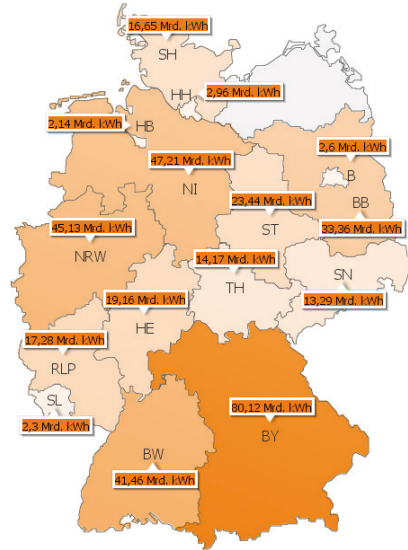 16,65 Mrd. kWh
SH
HH
2,96 Mrd. kWh
2,14 Mrd. kWh
HB
2,6 Mrd. kWh
47,21 Mrd. kWh
B
NI
23,44 Mrd. kWh
BB
ST
33,36 Mrd. kWh
45,13 Mrd. kWh
NRW
14,17 Mrd. kWh
SN
TH
19,16 Mrd. kWh
13,29 Mrd. kWh
HE
17,28 Mrd. kWh
RLP
SL
80,12 Mrd. kWh
2,3 Mrd. kWh
BY
BW
41,46 Mrd. kWh